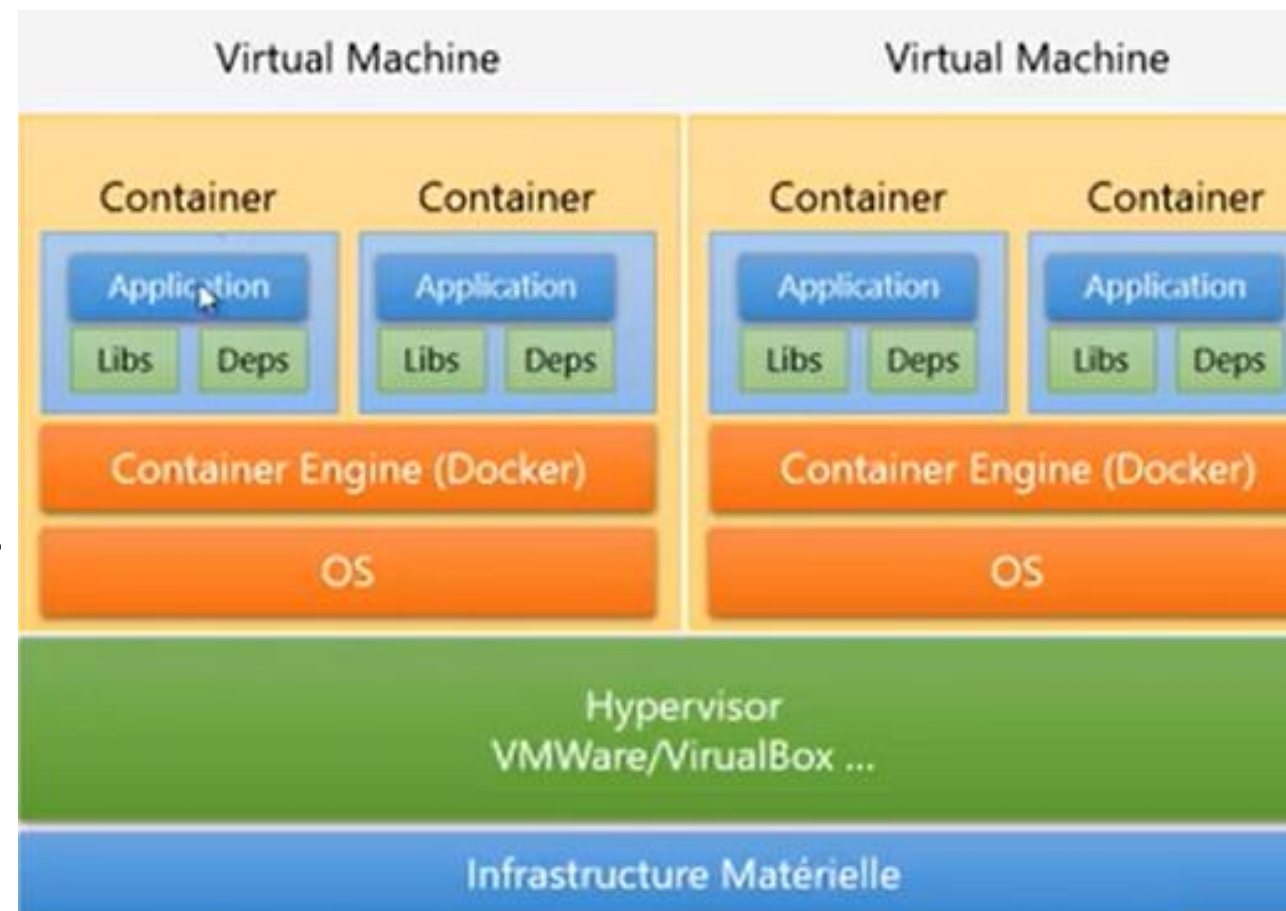 Virtual Machine Virtual Machine
Container Container Container Container
Application Application Application Application
Libs Deps Libs Deps Libs Deps Libs Deps
Container Engine (Docker) Container Engine (Docker)
OS OS
Hypervisor
VMWare/VirualBox ...
Infrastructure Matérielle